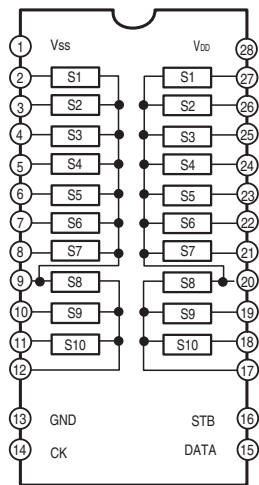 1 Vss VDD 28
2 S1 S1 27
3 S2 S2 26
4 S3 S3 25
5 S4 S4 24
6 S5 S5 23
7 S6 S6 22
8 S7 S7 21
9 S8 S8 20
10 S9 S9 19
11 S10 S10 18
12 17
13 GND STB 16
14 CK DATA 15